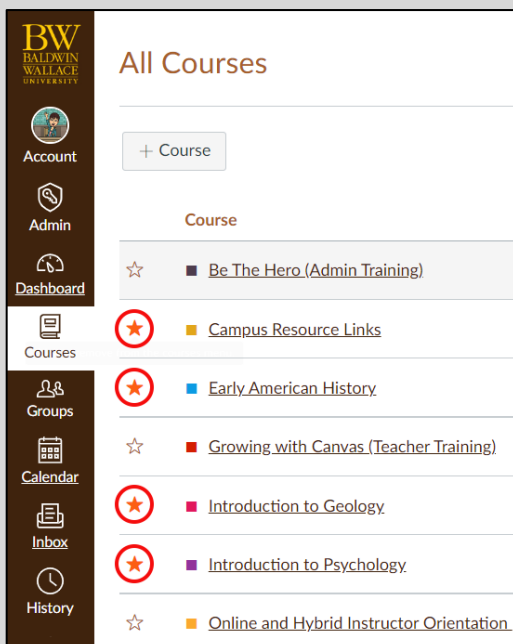 BW
BALDWIN
WALLACE
UNIVERSITY
Account
Admin
Dashboard
Courses
Groups
Calendar
Inbox
History
All Courses
+ Course
Course
Be The Hero (Admin Training)
Campus Resource Links
Early American History
Growing with Canvas (Teacher Training)
Introduction to Geology
Introduction to Psychology
Online and Hybrid Instructor Orientation